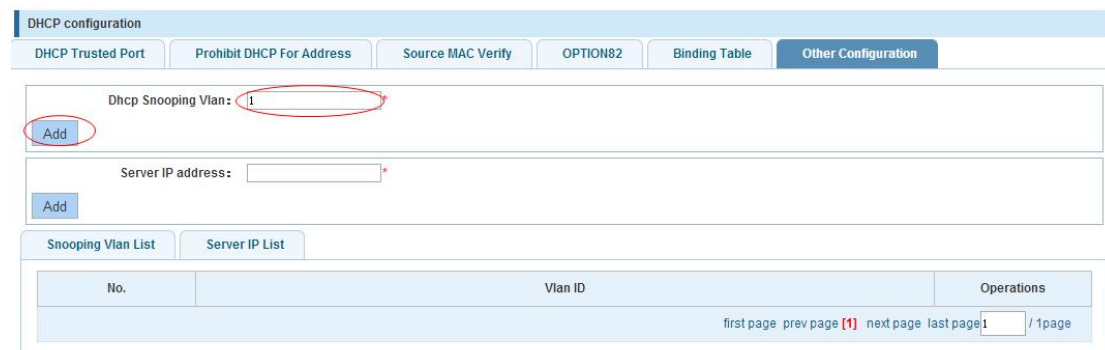 DHCP configuration
DHCP Trusted Port Prohibit DHCP For Address Source MAC Verify OPTION82 Binding Table Other Configuration
Dhcp Snooping Vlan: 1 *
Add
Server IP address: *
Add
Snooping Vlan List Server IP List
No. Vlan ID Operations
first page prev page [1] next page last page 1 / 1page